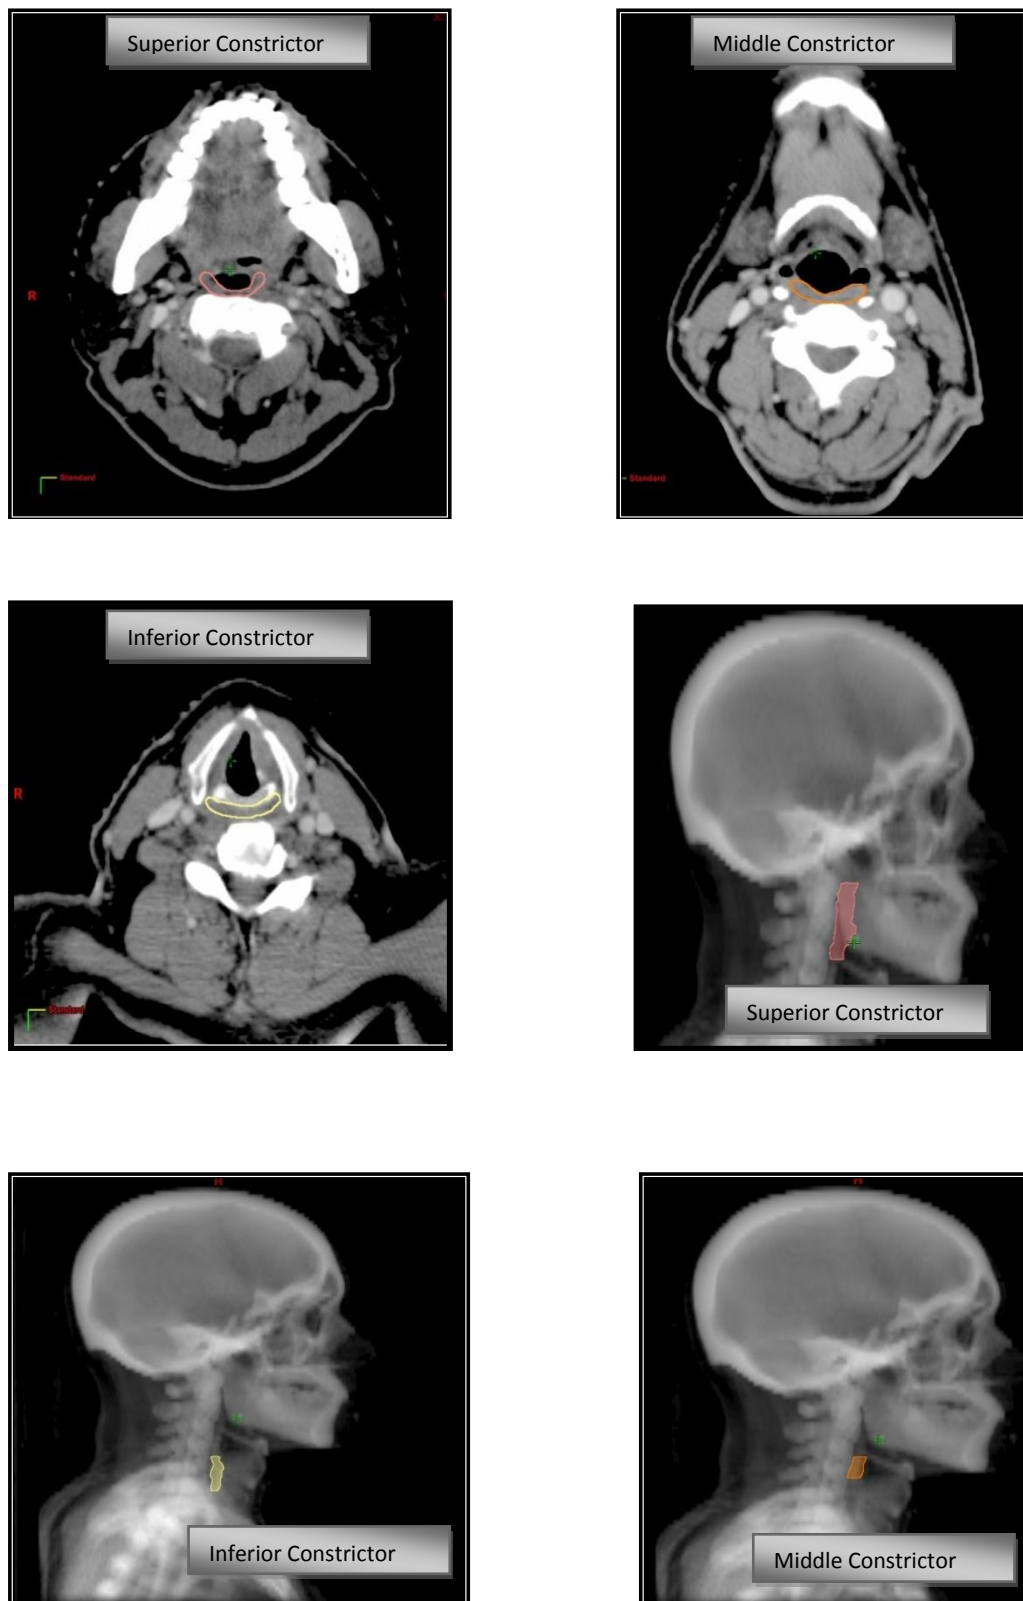 Superior Constrictor
Middle Constrictor
R
Standard
Standard
Inferior Constrictor
R
Standard
Superior Constrictor
H
H
Inferior Constrictor
Middle Constrictor